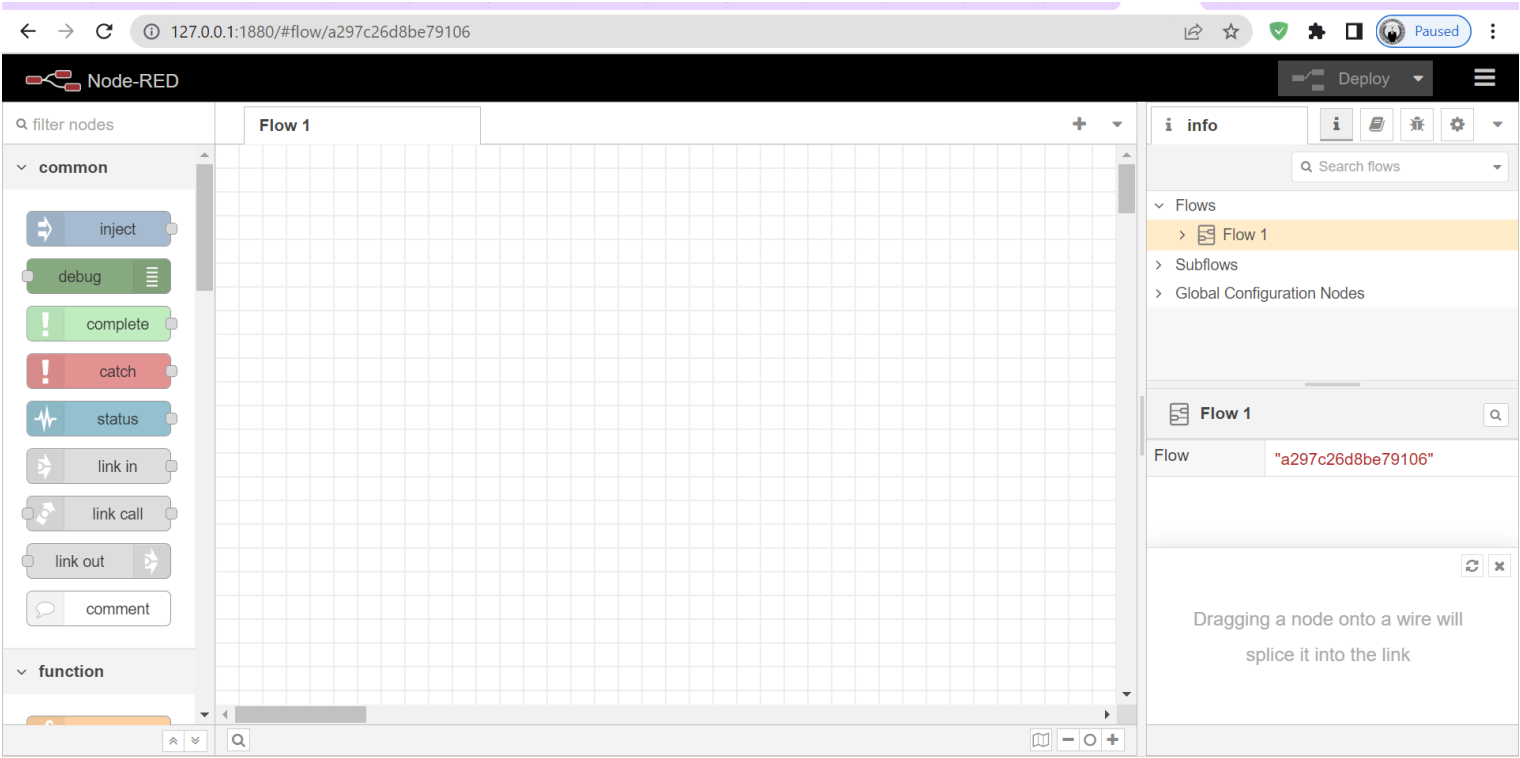 127.0.0.1:1880/#flow/a297c26d8be79106
Paused
Node-RED
Deploy
filter nodes
Flow 1
i info
i
common
Search flows
inject
Flows
Flow 1
debug
Subflows
Global Configuration Nodes
complete
catch
status
Flow 1
link in
Flow "a297c26d8be79106"
link call
link out
comment
Dragging a node onto a wire will
splice it into the link
function